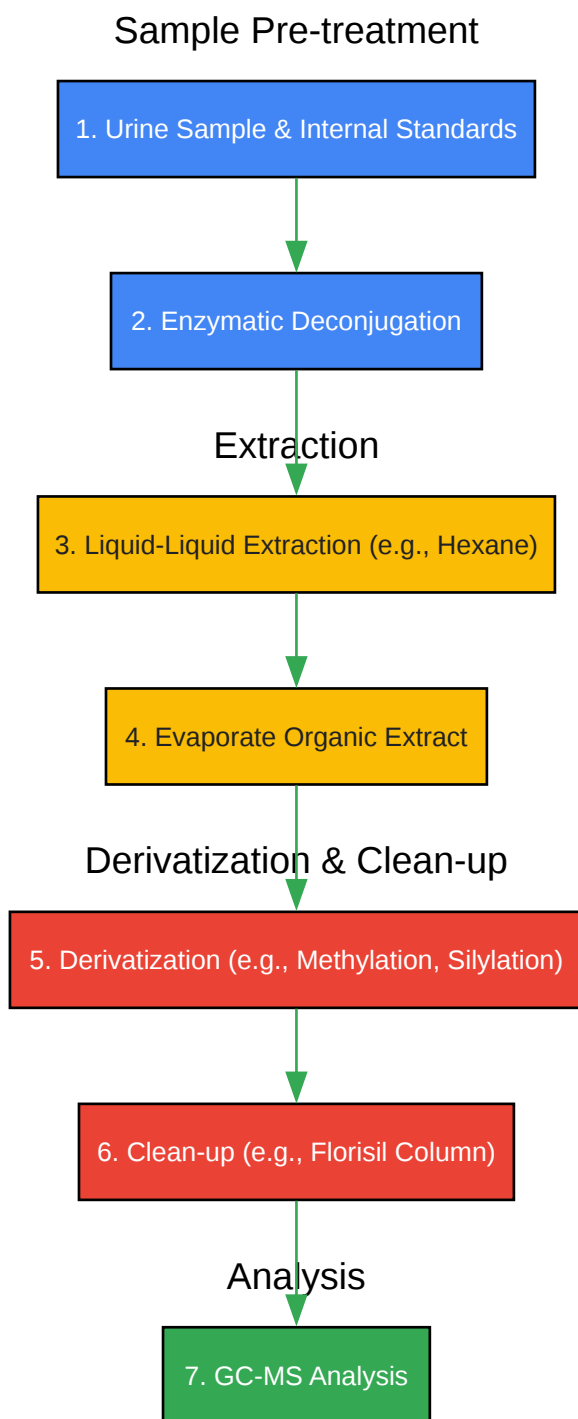 Sample Pre-treatment
1. Urine Sample & Internal Standards
2. Enzymatic Deconjugation
Extraction
3. Liquid-Liquid Extraction (e.g., Hexane)
4. Evaporate Organic Extract
Derivatization & Clean-up
5. Derivatization (e.g., Methylation, Silylation)
6. Clean-up (e.g., Florisil Column)
Analysis
7. GC-MS Analysis